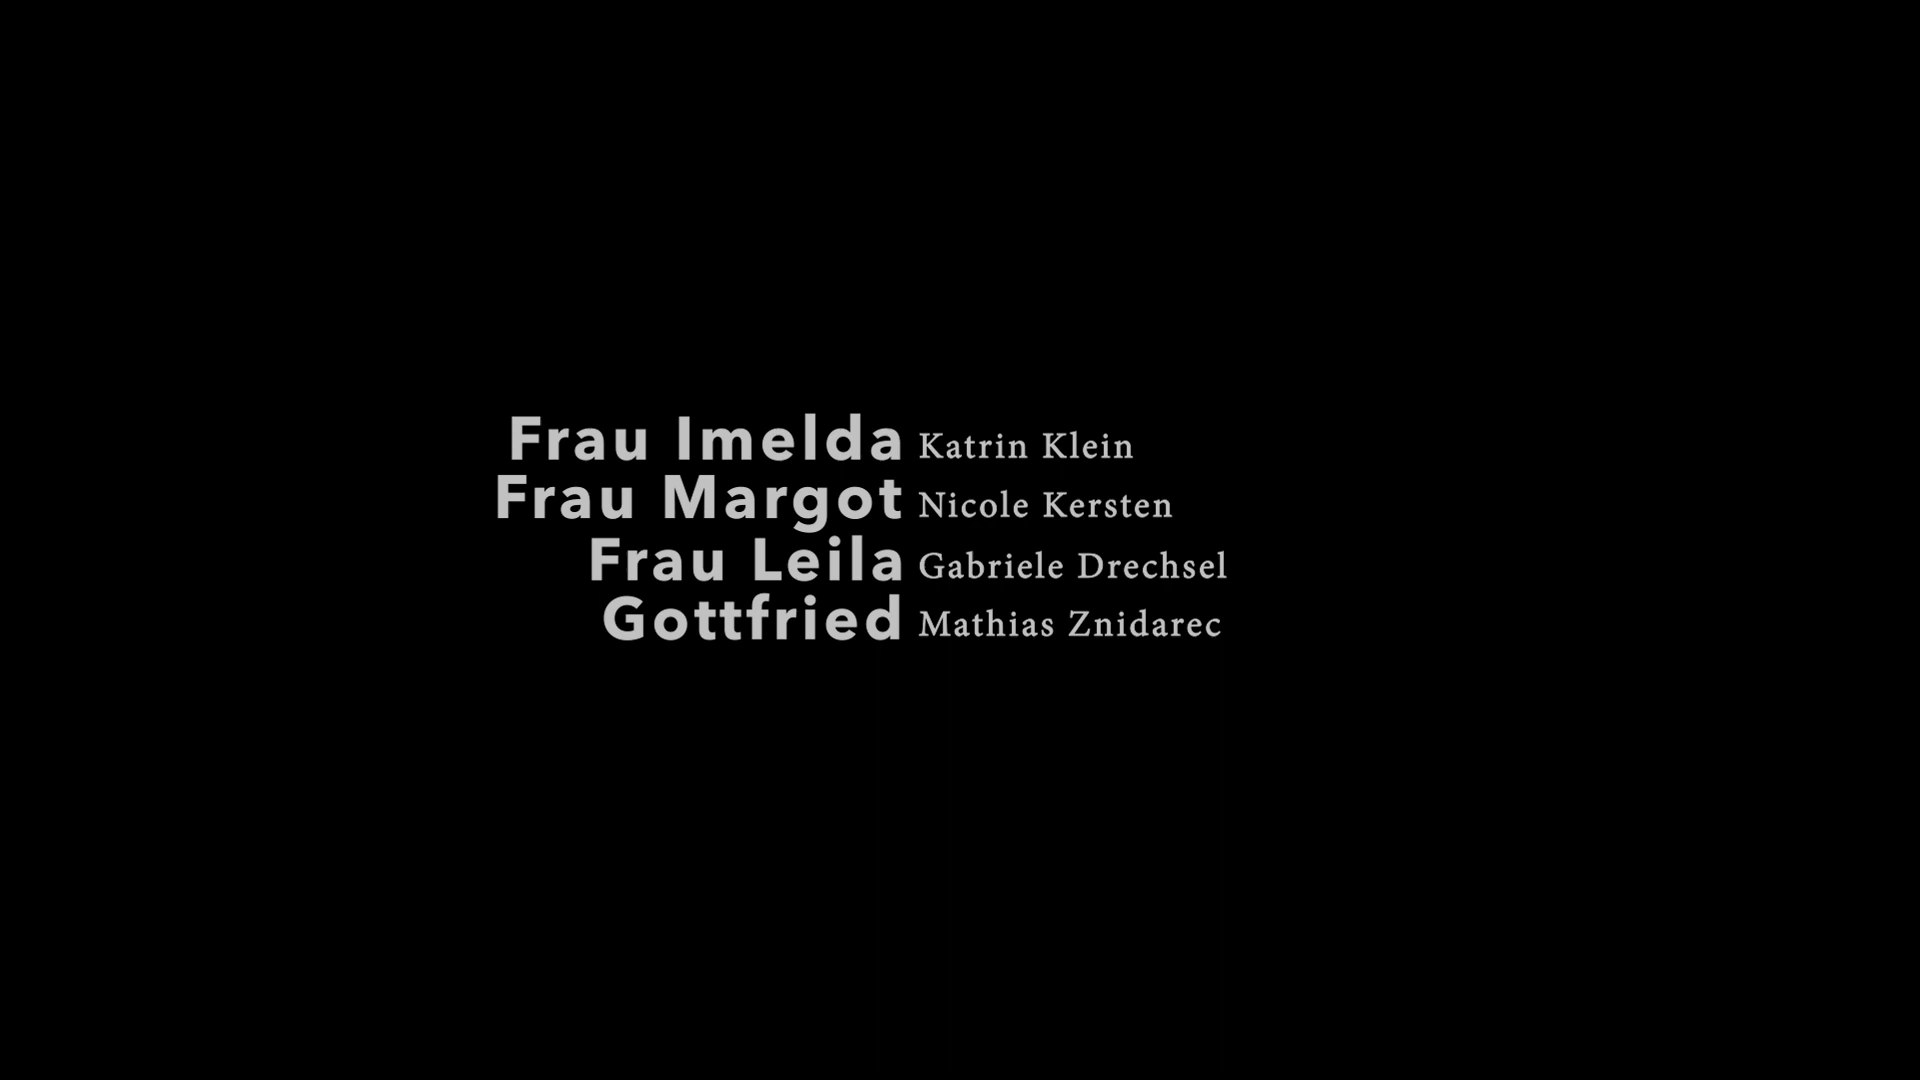 Frau Imelda Katrin Klein
Frau Margot Nicole Kersten
Frau Leila Gabriele Drechsel
Gottfried Mathias Znidarec